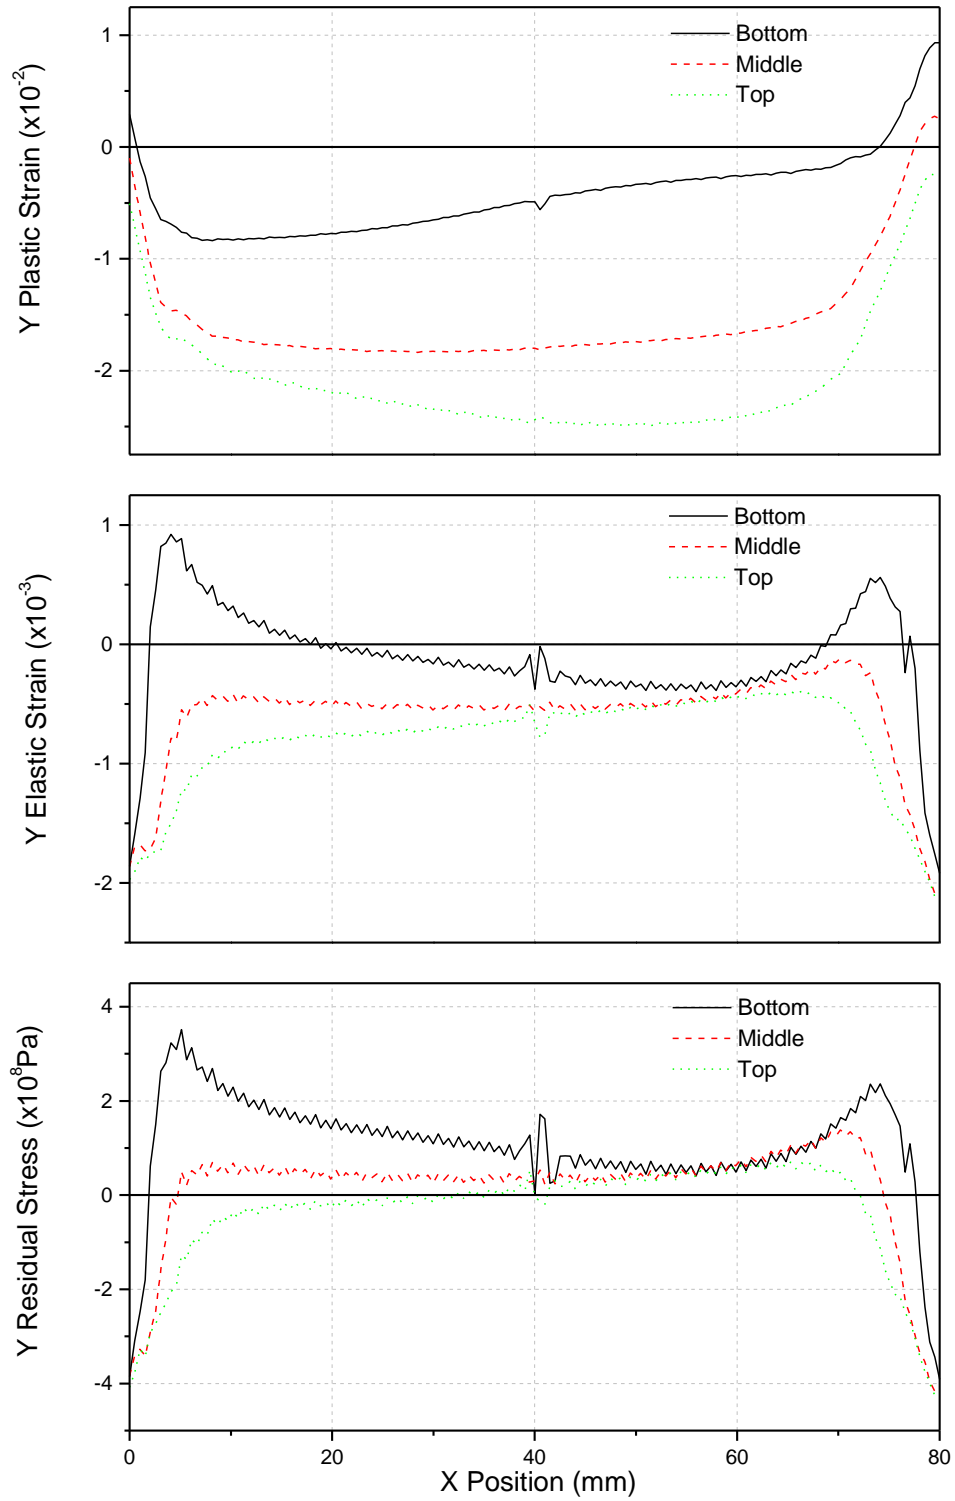 Y Plastic Strain (x10⁻²)
1
0
-1
-2
Bottom
Middle
Top
Y Elastic Strain (x10⁻³)
1
0
-1
-2
Bottom
Middle
Top
Y Residual Stress (x10⁸Pa)
4
2
0
-2
-4
Bottom
Middle
Top
0 20 40 60 80
X Position (mm)